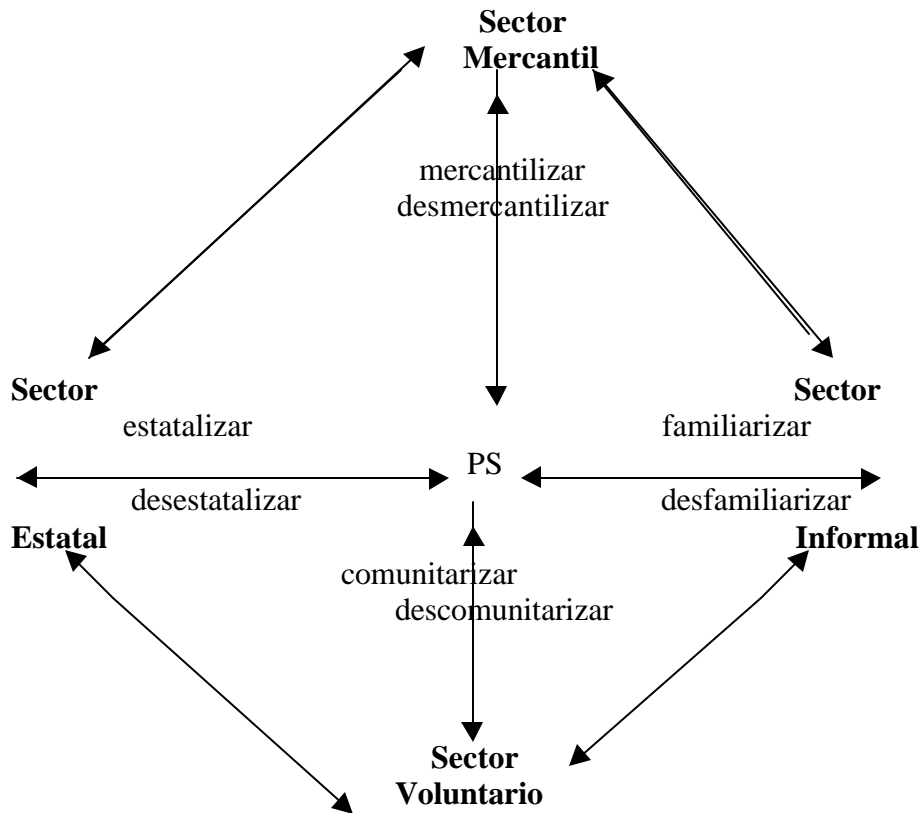 Sector
Mercantil
mercantilizar
desmercantilizar
Sector
Sector
estatalizar
familiarizar
PS
desestatalizar
desfamiliarizar
Estatal
Informal
comunitarizar
descomunitarizar
Sector
Voluntario